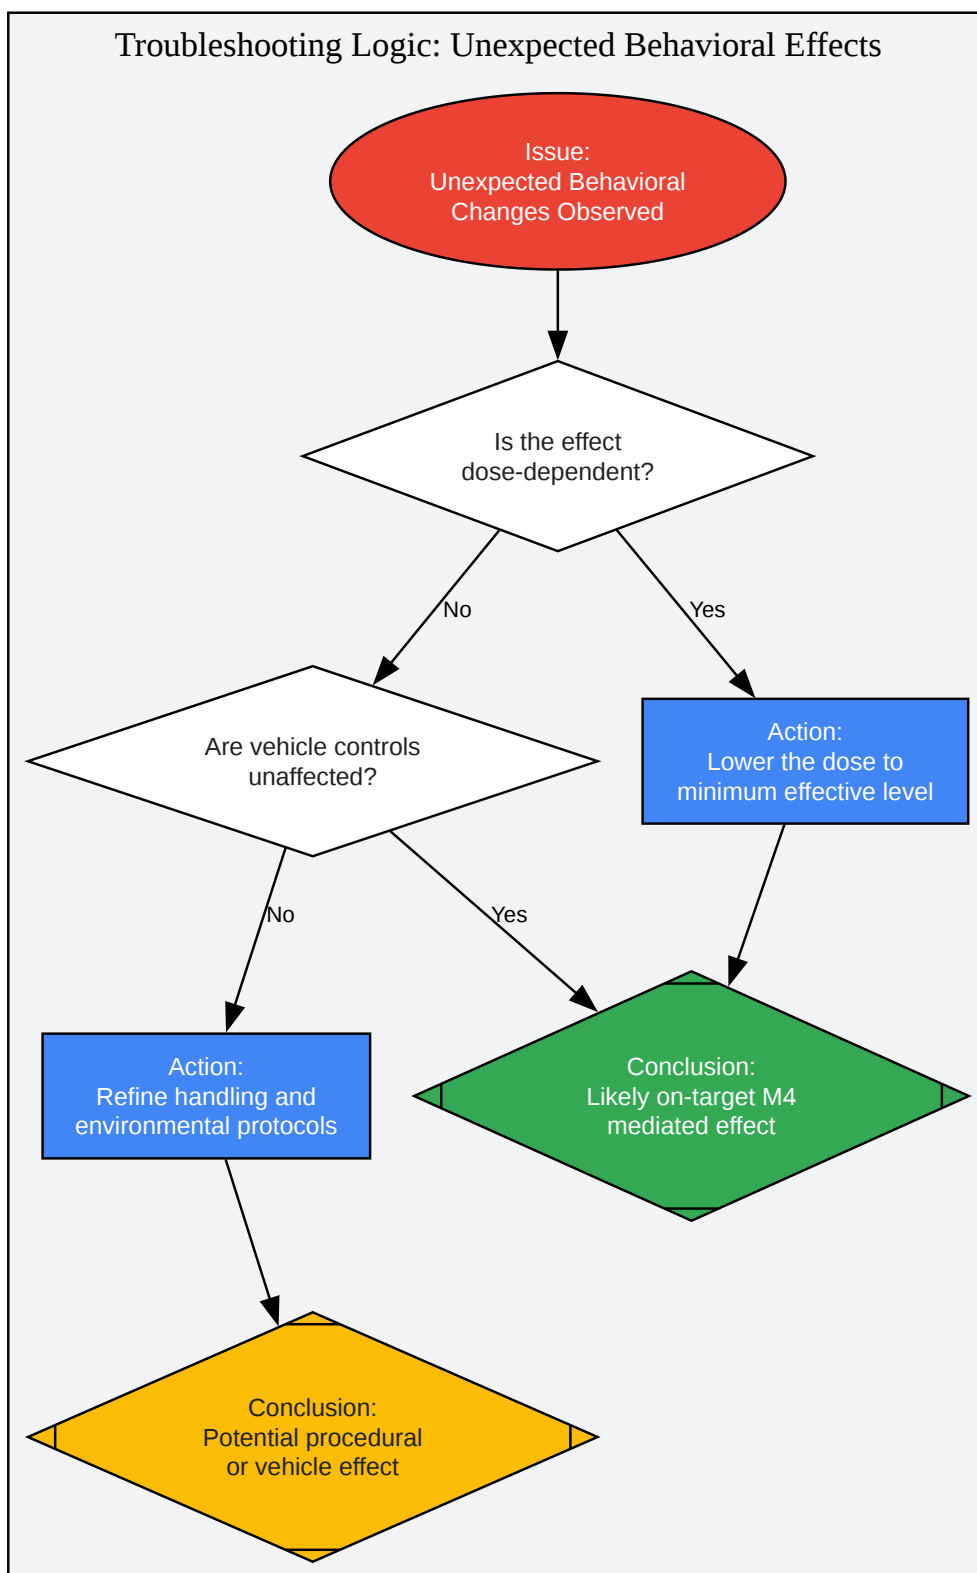 Troubleshooting Logic: Unexpected Behavioral Effects
Issue:
Unexpected Behavioral
Changes Observed
Is the effect
dose-dependent?
No
Yes
Are vehicle controls
unaffected?
Action:
Lower the dose to
minimum effective level
No
Yes
Action:
Refine handling and
environmental protocols
Conclusion:
Likely on-target M4
mediated effect
Conclusion:
Potential procedural
or vehicle effect